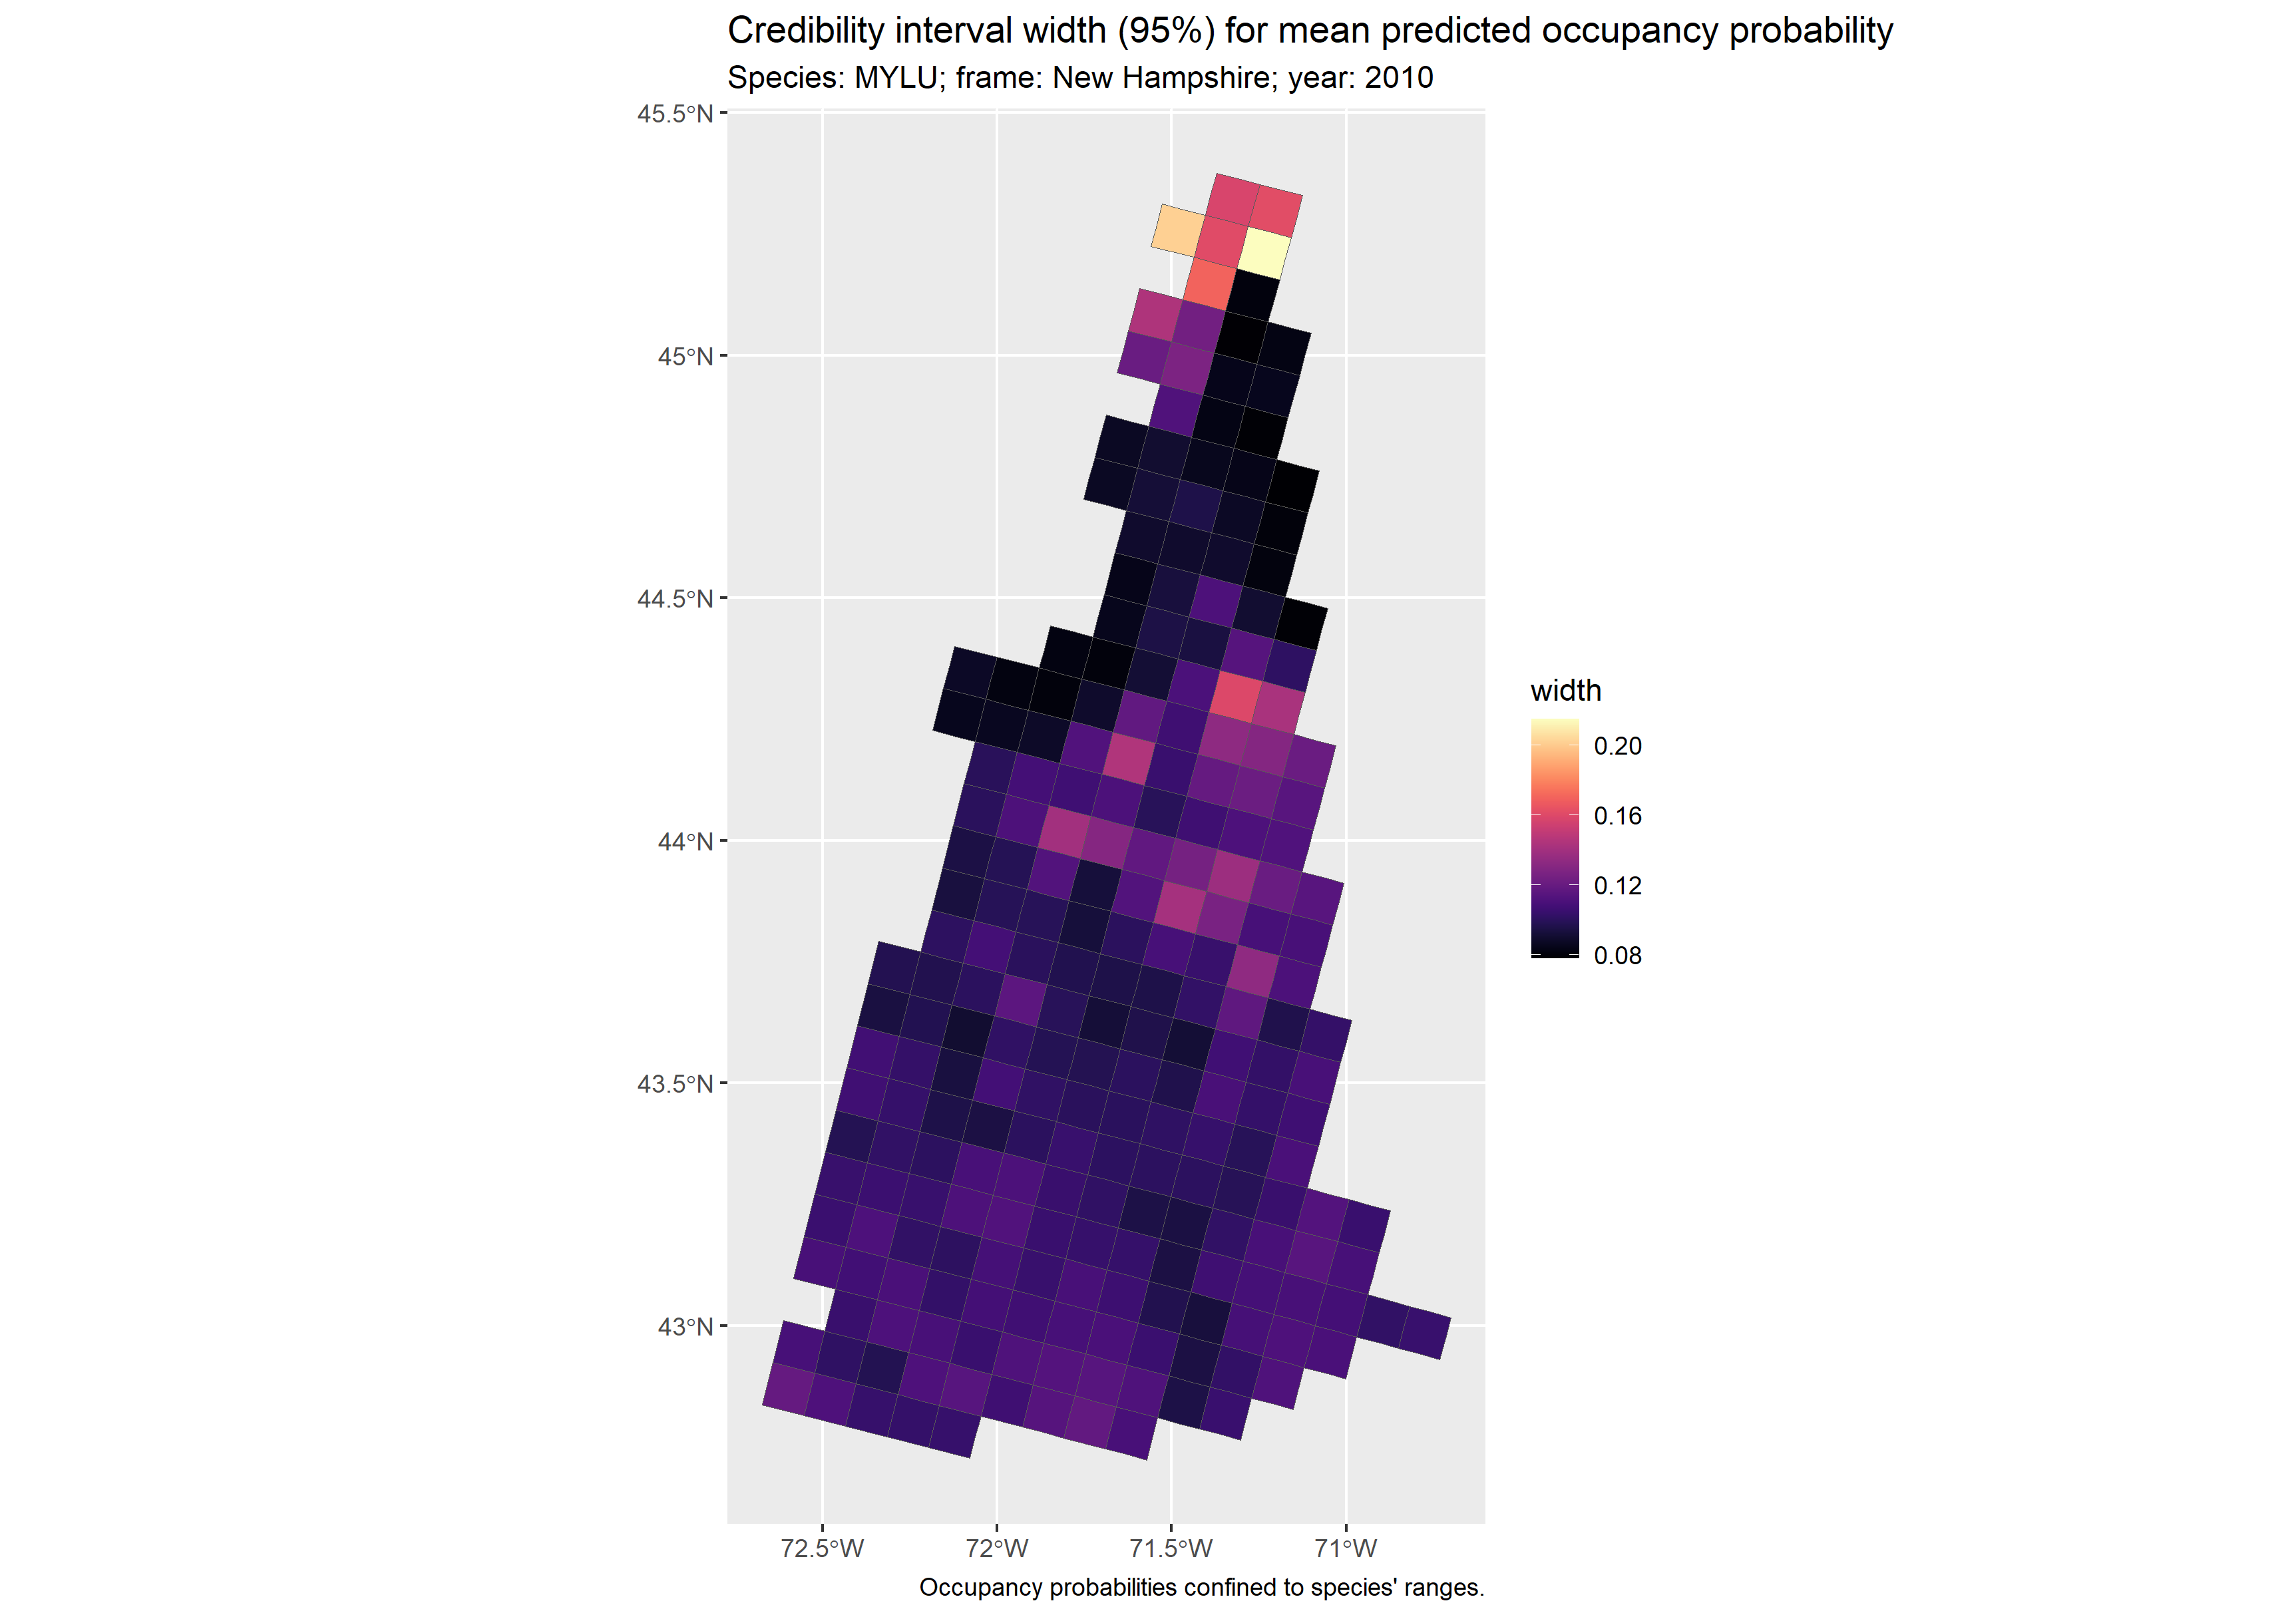 Credibility interval width (95%) for mean predicted occupancy probability
Species: MYLU; frame: New Hampshire; year: 2010
45.5°N
45°N
44.5°N
44°N
43.5°N
43°N
72.5°W
72°W
71.5°W
71°W
width
0.20
0.16
0.12
0.08
Occupancy probabilities confined to species' ranges.